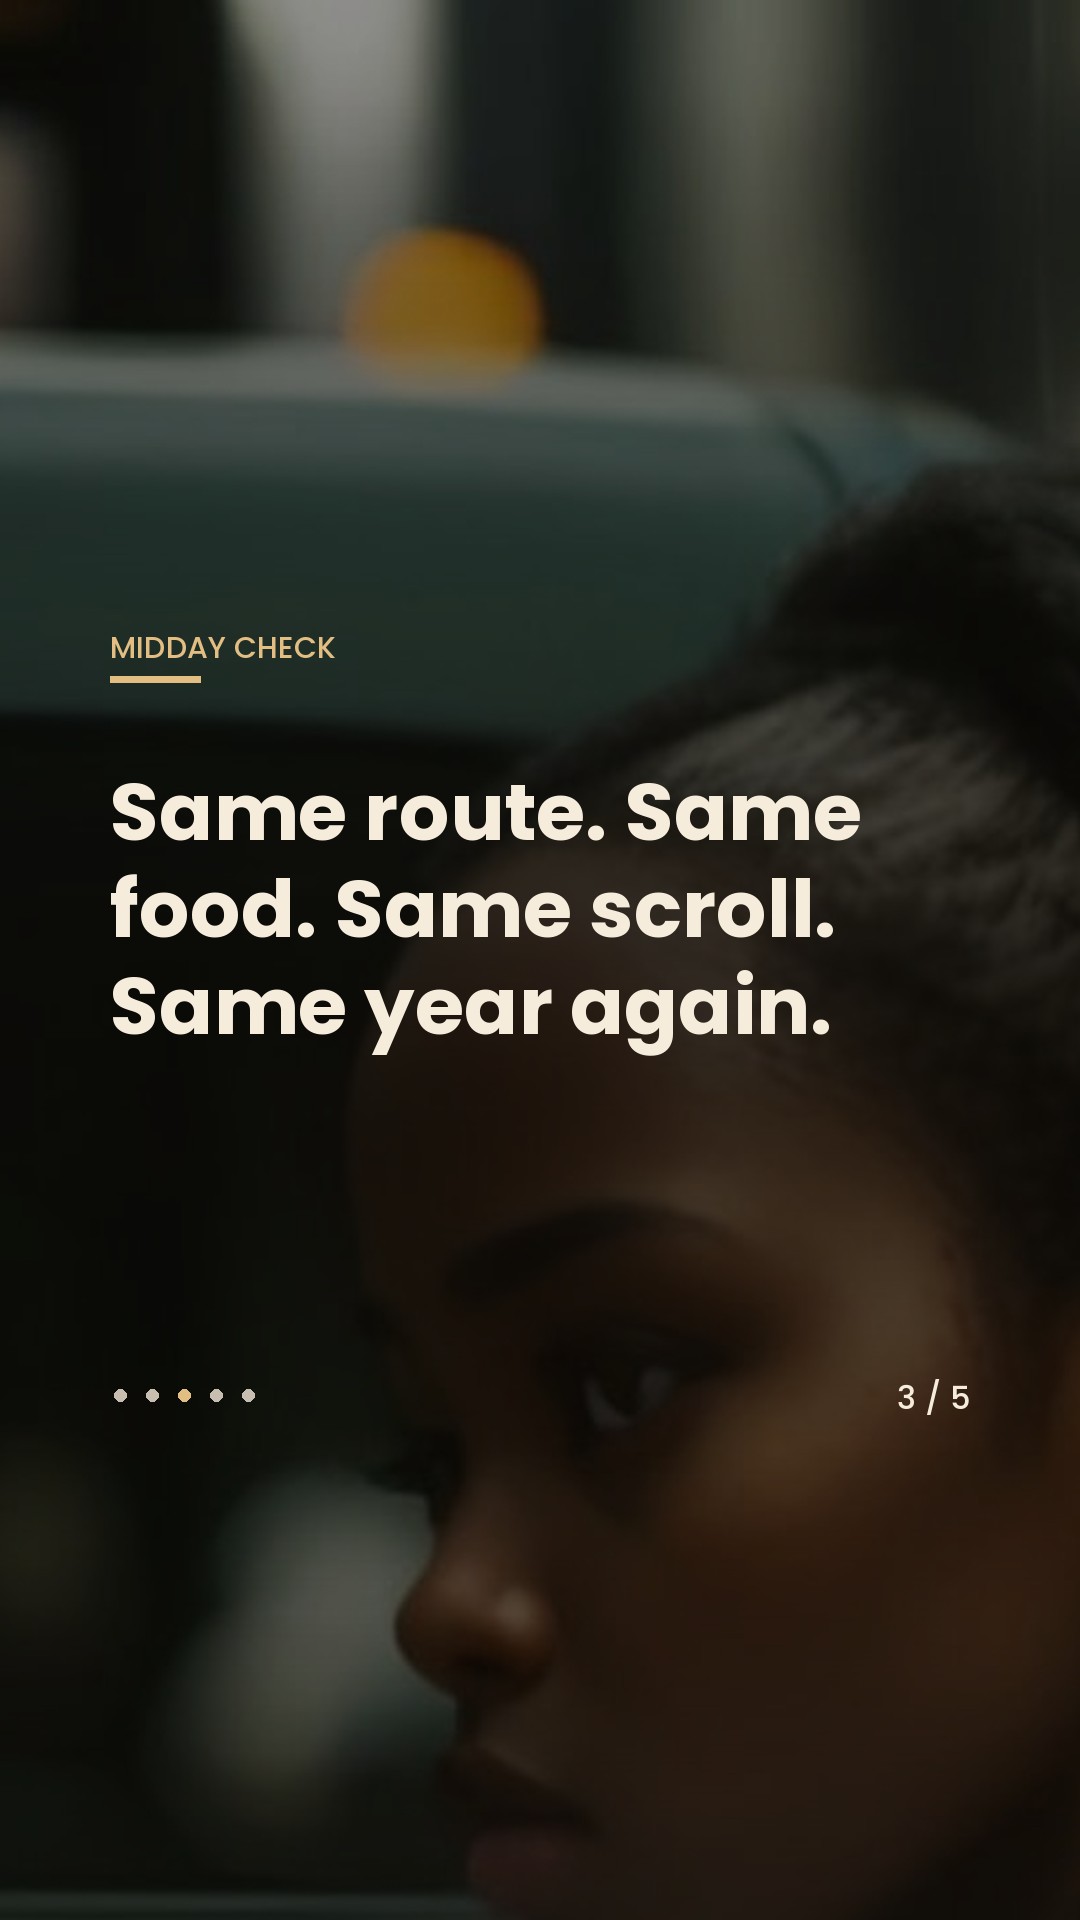 MIDDAY CHECK
Same route. Same
food. Same scroll.
Same year again.
3 / 5